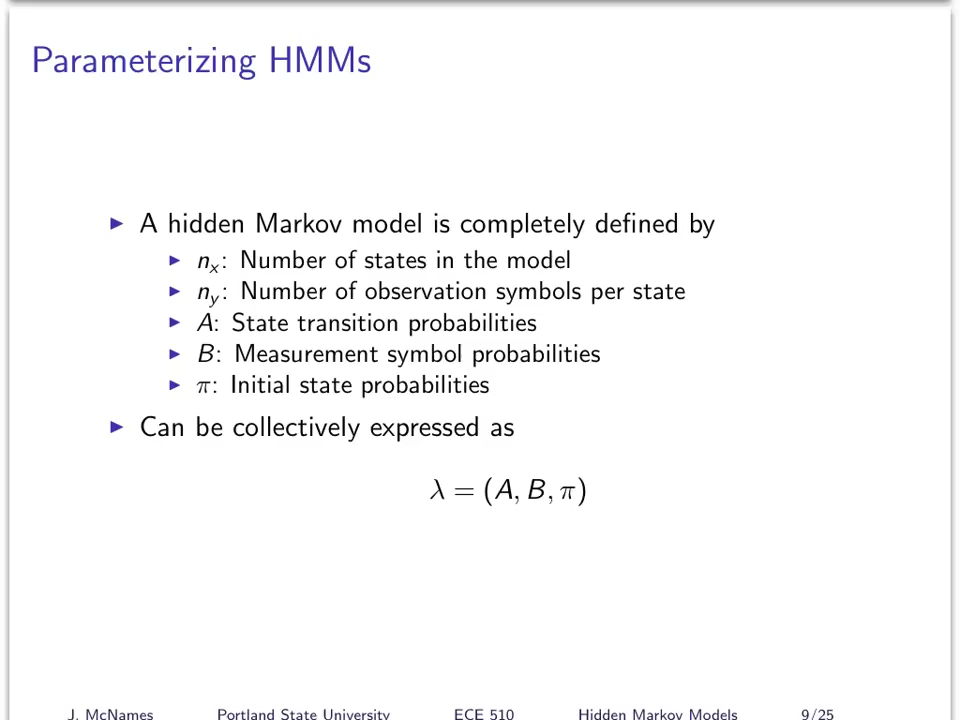 Parameterizing HMMs
▶ A hidden Markov model is completely defined by
▶ nₓ: Number of states in the model
▶ n_y: Number of observation symbols per state
▶ A: State transition probabilities
▶ B: Measurement symbol probabilities
▶ π: Initial state probabilities
▶ Can be collectively expressed as
λ = (A, B, π)
J. McNames Portland State University ECE 510 Hidden Markov Models 9/25